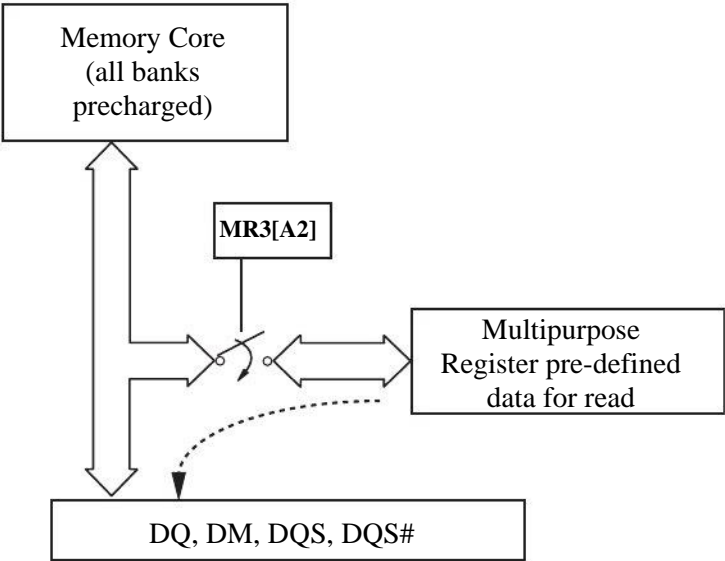 Memory Core
(all banks
precharged)
MR3[A2]
Multipurpose
Register pre-defined
data for read
DQ, DM, DQS, DQS#